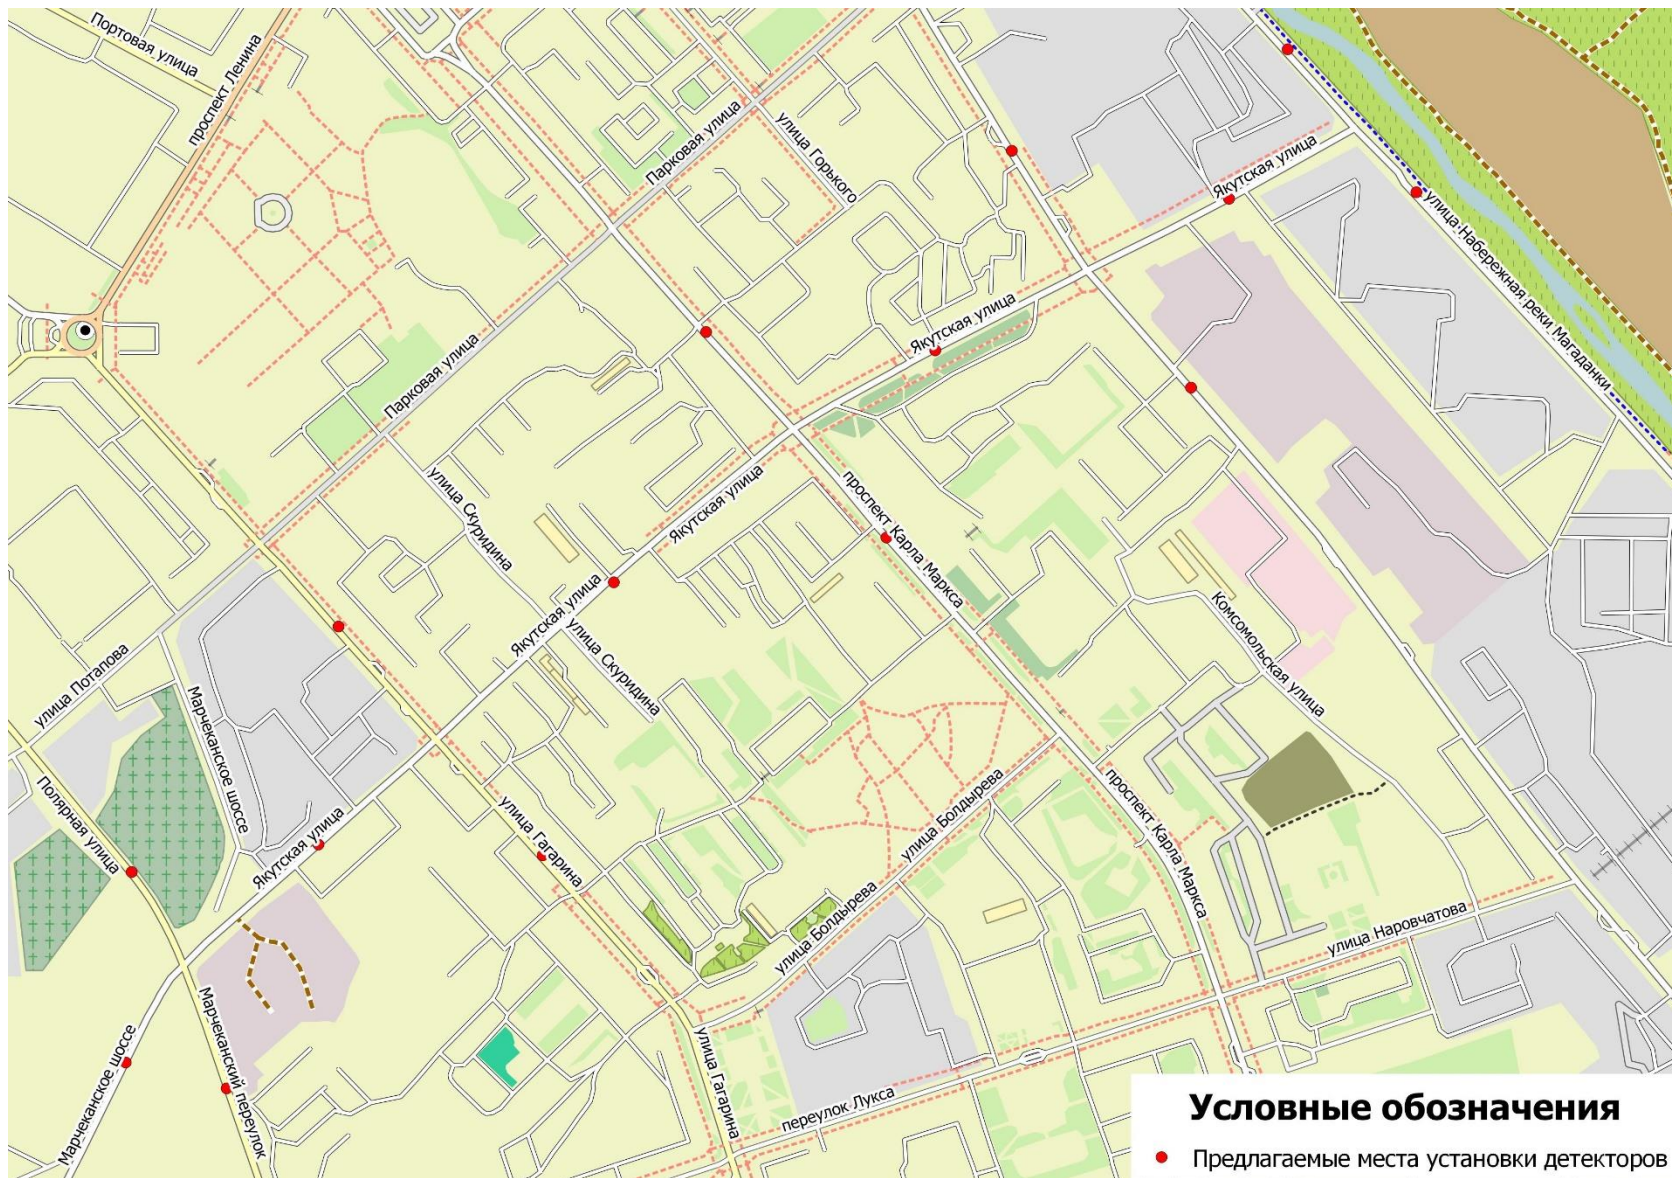 Портовая улица
проспект Ленина
Парковая улица
улица Горького
Якутская улица
улица Набережная реки Магаданки
Якутская улица
Парковая улица
улица Скуридина
Якутская улица
проспект Карла Маркса
Якутская улица
улица Скуридина
Комсомольская улица
улица Потапова
Марчеканское шоссе
Полярная улица
улица Гагарина
Якутская улица
улица Болдырева
проспект Карла Маркса
улица Болдырева
улица Наровчатова
Марчеканское шоссе
Марчеканский переулок
улица Гагарина
переулок Лукса
Условные обозначения
Предлагаемые места установки детекторов